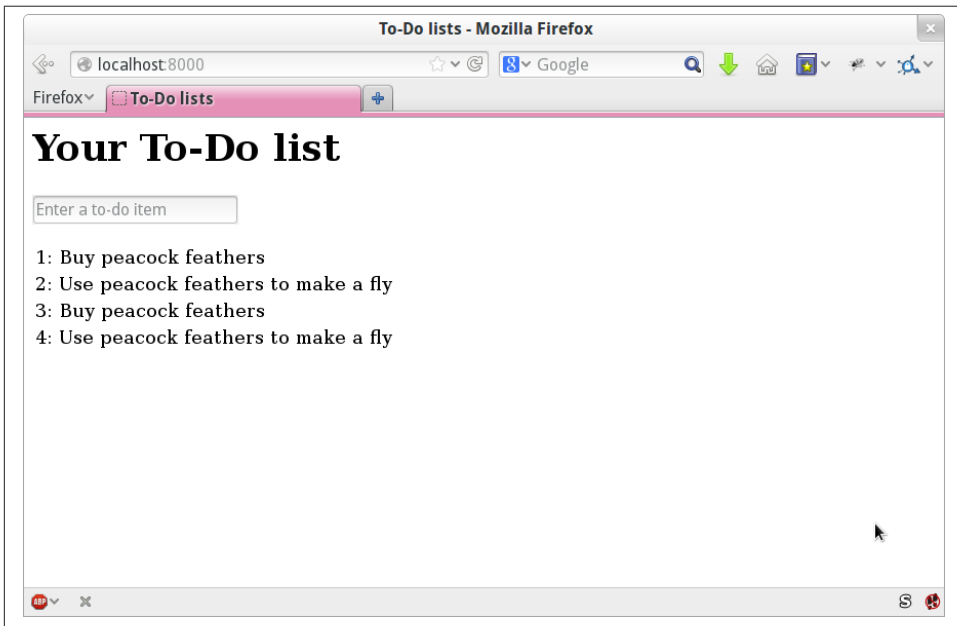 To-Do lists - Mozilla Firefox
localhost:8000
8
Google
Firefox
To-Do lists
Your To-Do list
Enter a to-do item
1: Buy peacock feathers
2: Use peacock feathers to make a fly
3: Buy peacock feathers
4: Use peacock feathers to make a fly
ABP
S